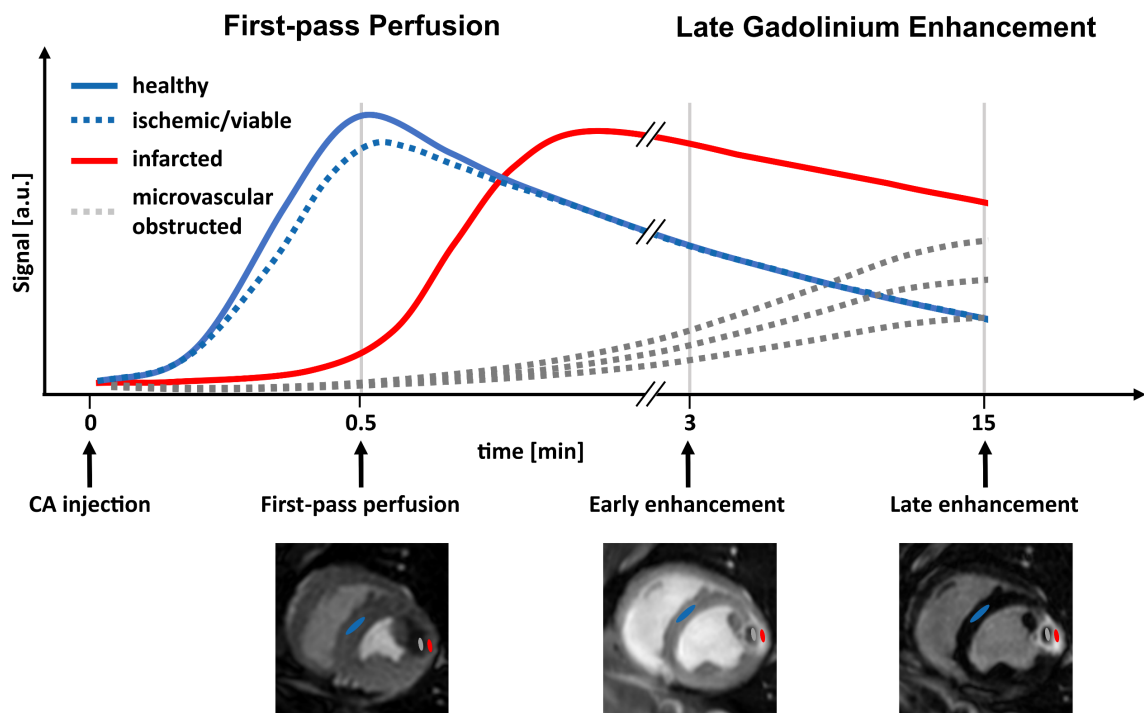 First-pass Perfusion
Late Gadolinium Enhancement
healthy
ischemic/viable
infarcted
microvascular
obstructed
Signal [a.u.]
0
0.5
3
15
time [min]
CA injection
First-pass perfusion
Early enhancement
Late enhancement